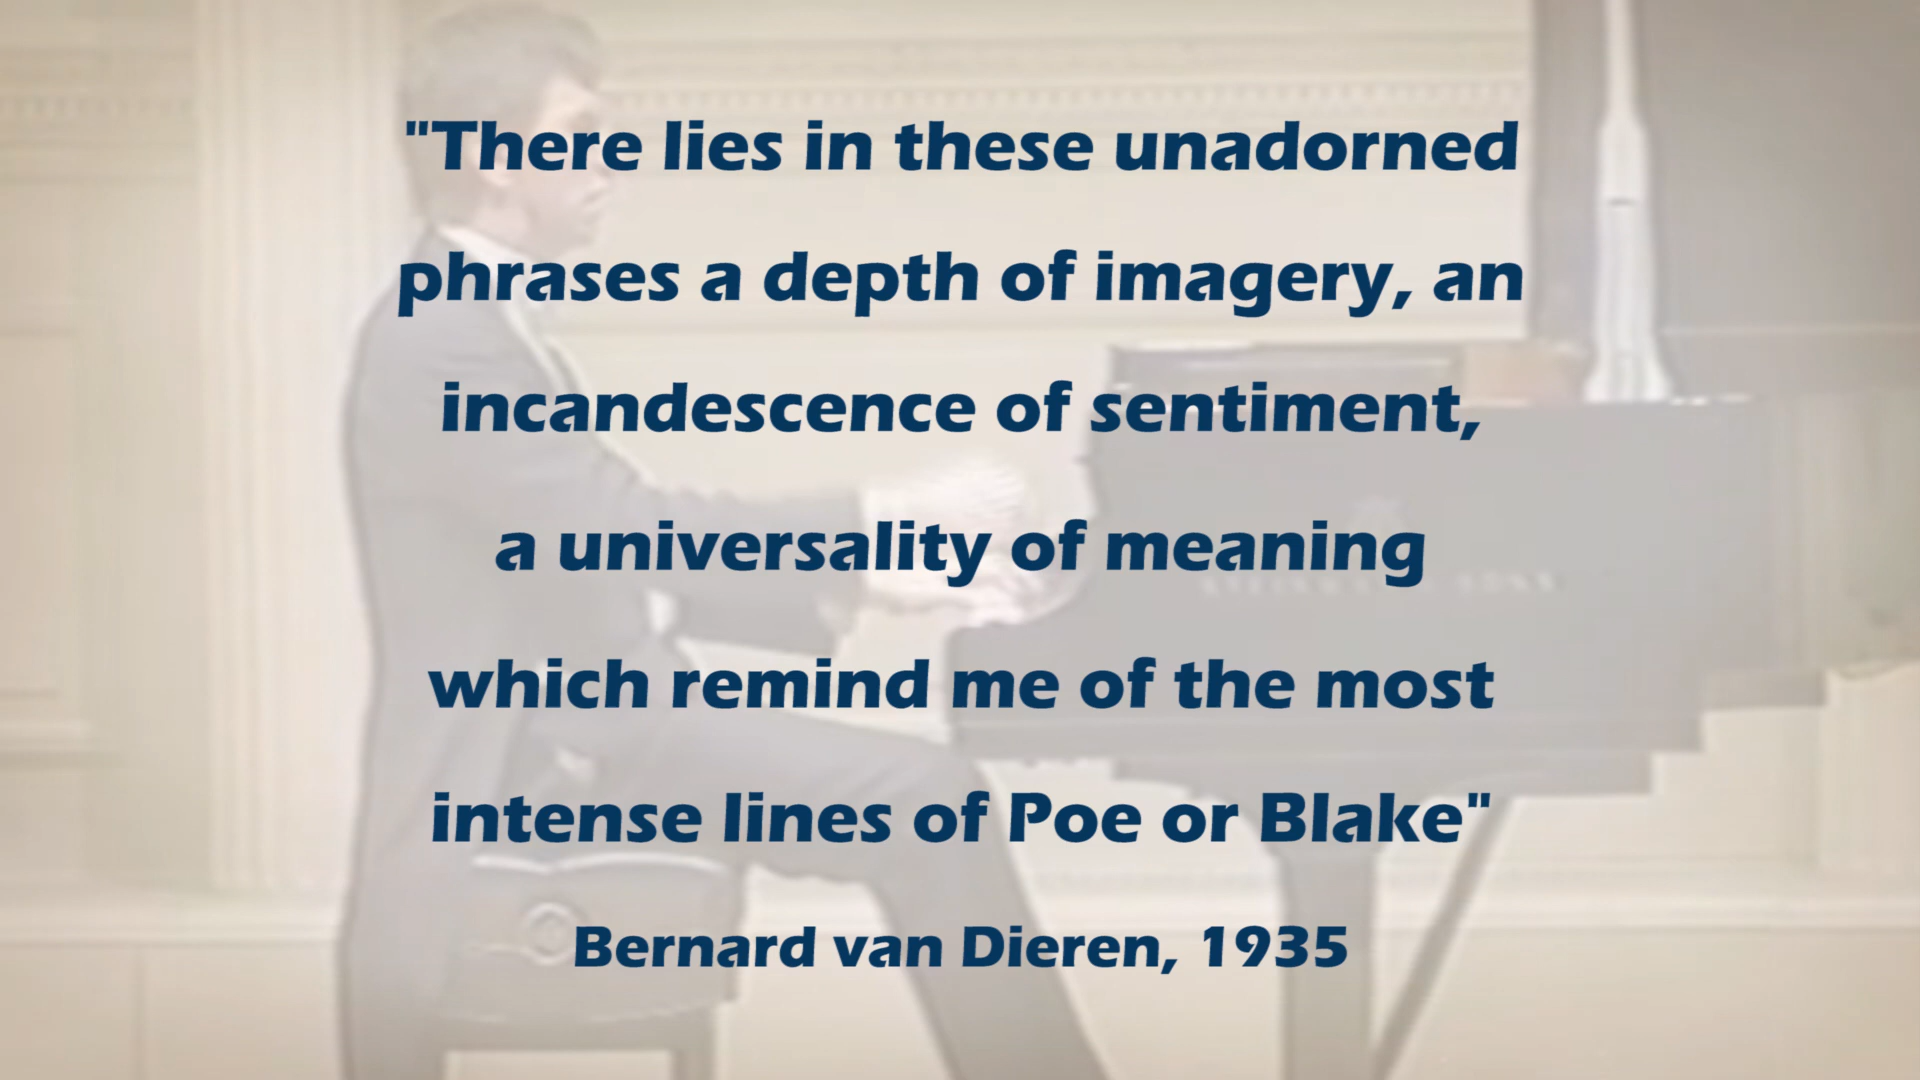 "There lies in these unadorned
phrases a depth of imagery, an
incandescence of sentiment,
a universality of meaning
which remind me of the most
intense lines of Poe or Blake"
Bernard van Dieren, 1935